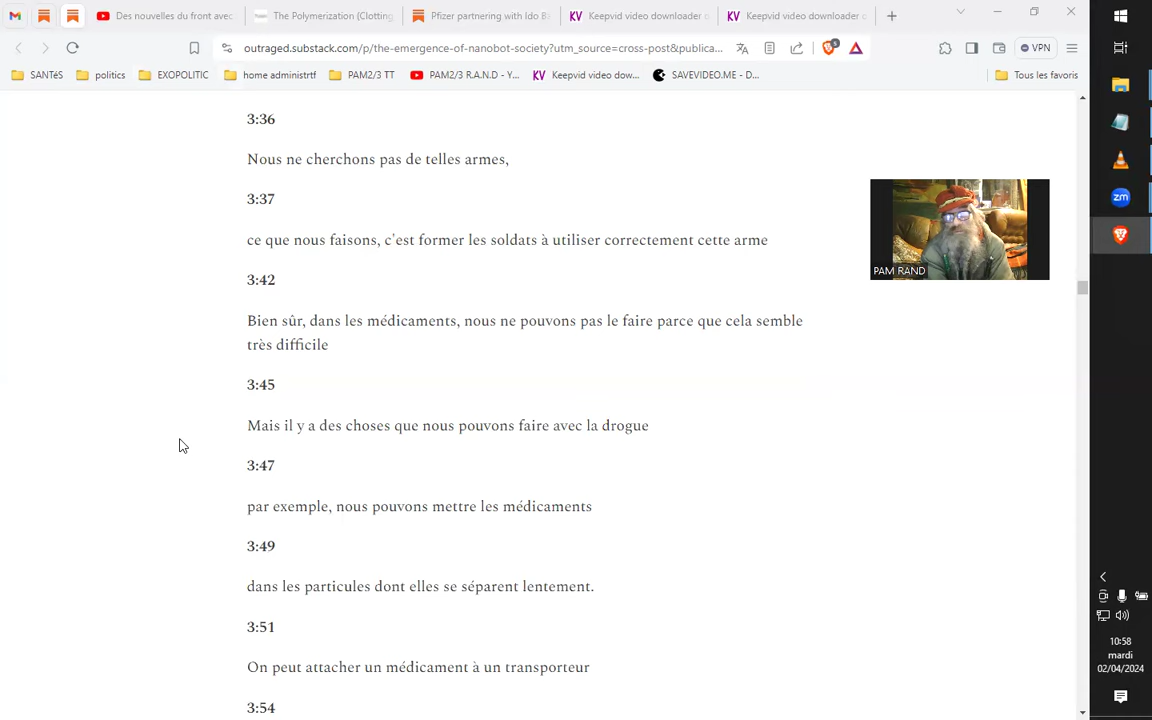 Des nouvelles du front avec
The Polymerization (Clotting
Pfizer partnering with Ido Ba
KV Keepvid video downloader o
KV Keepvid video downloader o
outraged.substack.com/p/the-emergence-of-nanobot-society?utm_source=cross-post&publica...
VPN
SANTéS
politics
EXOPOLITIC
home administrtf
PAM2/3 TT
PAM2/3 R.A.N.D - Y...
KV Keepvid video dow...
SAVEVIDEO.ME - D...
Tous les favoris
3:36
Nous ne cherchons pas de telles armes,
3:37
ce que nous faisons, c'est former les soldats à utiliser correctement cette arme
3:42
Bien sûr, dans les médicaments, nous ne pouvons pas le faire parce que cela semble
très difficile
3:45
Mais il y a des choses que nous pouvons faire avec la drogue
3:47
par exemple, nous pouvons mettre les médicaments
3:49
dans les particules dont elles se séparent lentement.
3:51
On peut attacher un médicament à un transporteur
3:54
PAM RAND
zm
10:58
mardi
02/04/2024